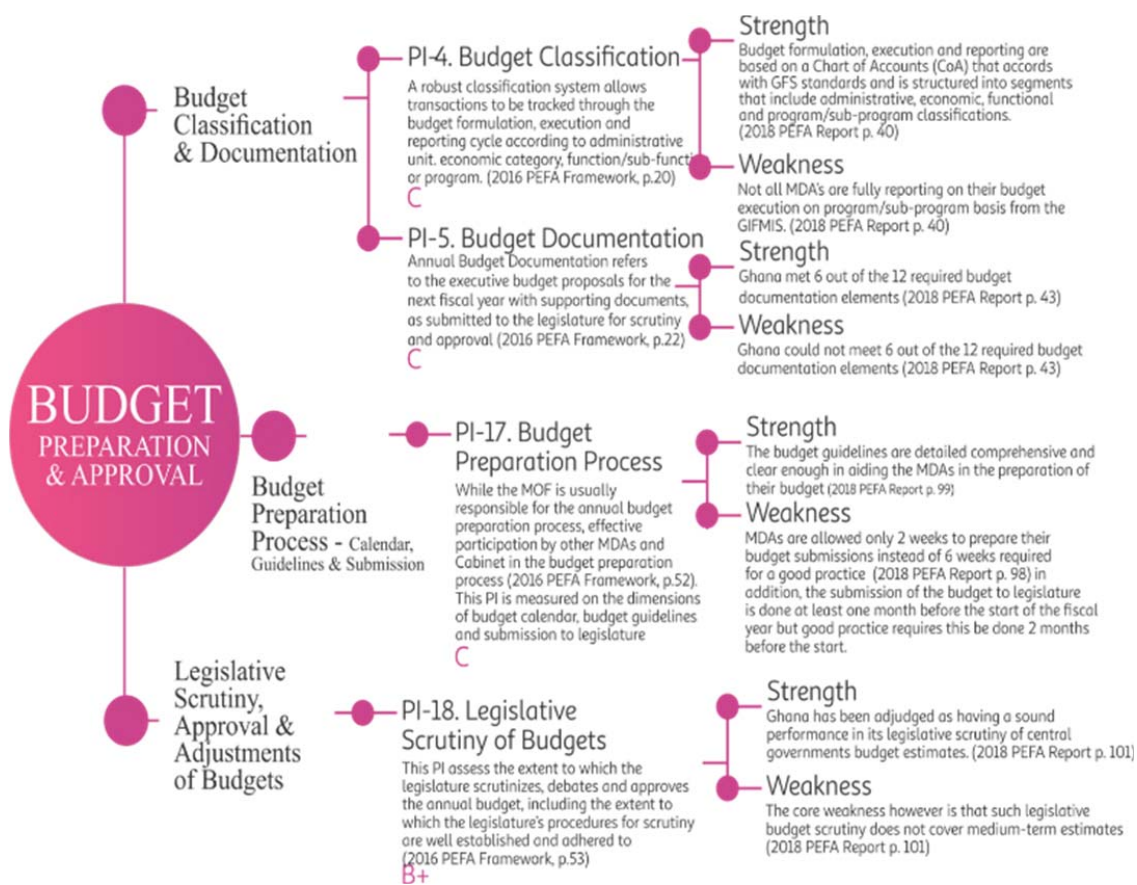 BUDGET
PREPARATION
& APPROVAL
Budget
Classification
& Documentation
PI-4. Budget Classification
A robust classification system allows
transactions to be tracked through the
budget formulation, execution and
reporting cycle according to administrative
unit. economic category, function/sub-function
or program. (2016 PEFA Framework, p.20)
C
Strength
Budget formulation, execution and reporting are
based on a Chart of Accounts (CoA) that accords
with GFS standards and is structured into segments
that include administrative, economic, functional
and program/sub-program classifications.
(2018 PEFA Report p. 40)
Weakness
Not all MDA's are fully reporting on their budget
execution on program/sub-program basis from the
GIFMIS. (2018 PEFA Report p. 40)
PI-5. Budget Documentation
Annual Budget Documentation refers
to the executive budget proposals for the
next fiscal year with supporting documents,
as submitted to the legislature for scrutiny
and approval (2016 PEFA Framework, p.22)
C
Strength
Ghana met 6 out of the 12 required budget
documentation elements (2018 PEFA Report p. 43)
Weakness
Ghana could not meet 6 out of the 12 required budget
documentation elements (2018 PEFA Report p. 43)
Budget
Preparation
Process - Calendar,
Guidelines & Submission
PI-17. Budget
Preparation Process
While the MOF is usually
responsible for the annual budget
preparation process, effective
participation by other MDAs and
Cabinet in the budget preparation
process (2016 PEFA Framework, p.52).
This PI is measured on the dimensions
of budget calendar, budget guidelines
and submission to legislature
C
Strength
The budget guidelines are detailed comprehensive and
clear enough in aiding the MDAs in the preparation of
their budget (2018 PEFA Report p. 99)
Weakness
MDAs are allowed only 2 weeks to prepare their
budget submissions instead of 6 weeks required
for a good practice (2018 PEFA Report p. 98) in
addition, the submission of the budget to legislature
is done at least one month before the start of the fiscal
year but good practice requires this be done 2 months
before the start.
Legislative
Scrutiny,
Approval &
Adjustments
of Budgets
PI-18. Legislative
Scrutiny of Budgets
This PI assess the extent to which the
legislature scrutinizes, debates and approves
the annual budget, including the extent to
which the legislature's procedures for scrutiny
are well established and adhered to
(2016 PEFA Framework, p.53)
B+
Strength
Ghana has been adjudged as having a sound
performance in its legislative scrutiny of central
governments budget estimates. (2018 PEFA Report p. 101)
Weakness
The core weakness however is that such legislative
budget scrutiny does not cover medium-term estimates
(2018 PEFA Report p. 101)